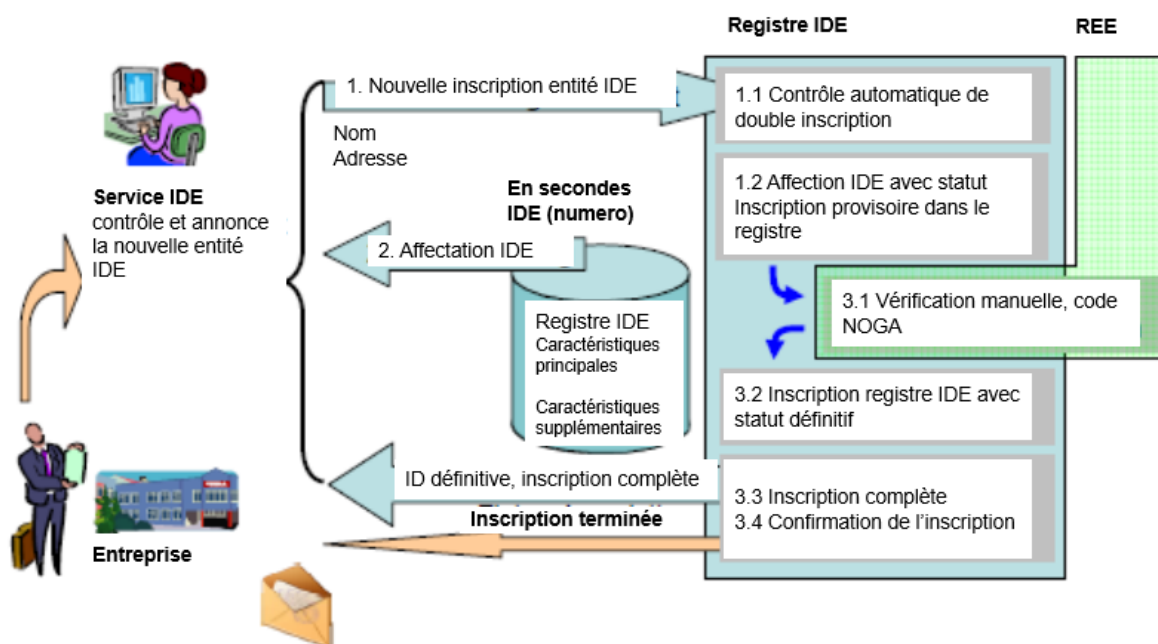 Registre IDE
REE
1. Nouvelle inscription entité IDE
Nom
Adresse
1.1 Contrôle automatique de
double inscription
Service IDE
contrôle et annonce
la nouvelle entité
IDE
En secondes
IDE (numero)
1.2 Affection IDE avec statut
Inscription provisoire dans le
registre
2. Affectation IDE
3.1 Vérification manuelle, code
NOGA
Registre IDE
Caractéristiques
principales
Caractéristiques
supplémentaires
3.2 Inscription registre IDE avec
statut définitif
ID définitive, inscription complète
Inscription terminée
3.3 Inscription complète
3.4 Confirmation de l'inscription
Entreprise